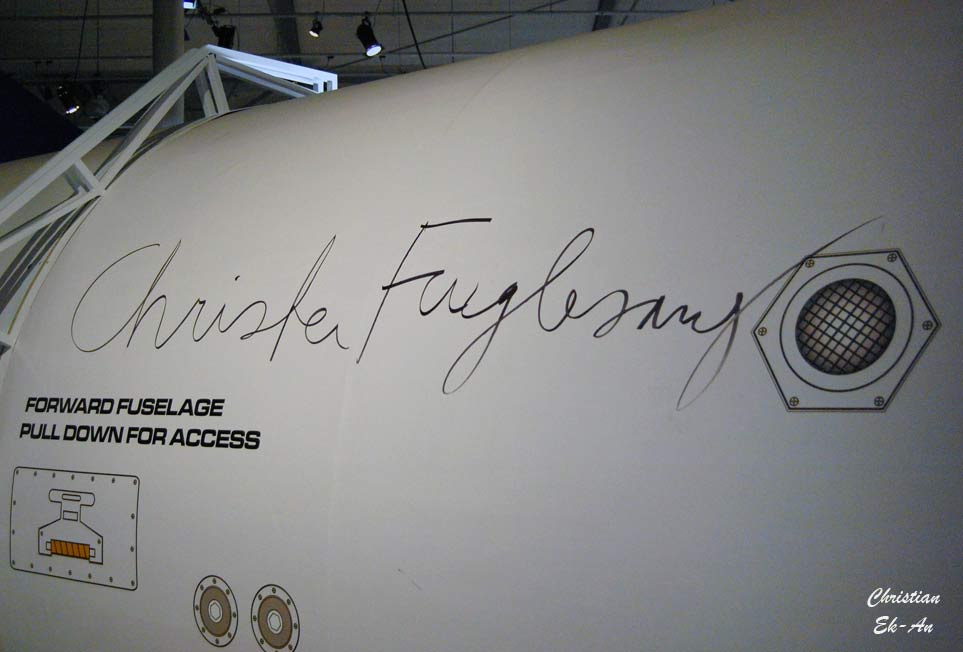 Christer Fuglesang
FORWARD FUSELAGE
PULL DOWN FOR ACCESS
Christian
Ek-An